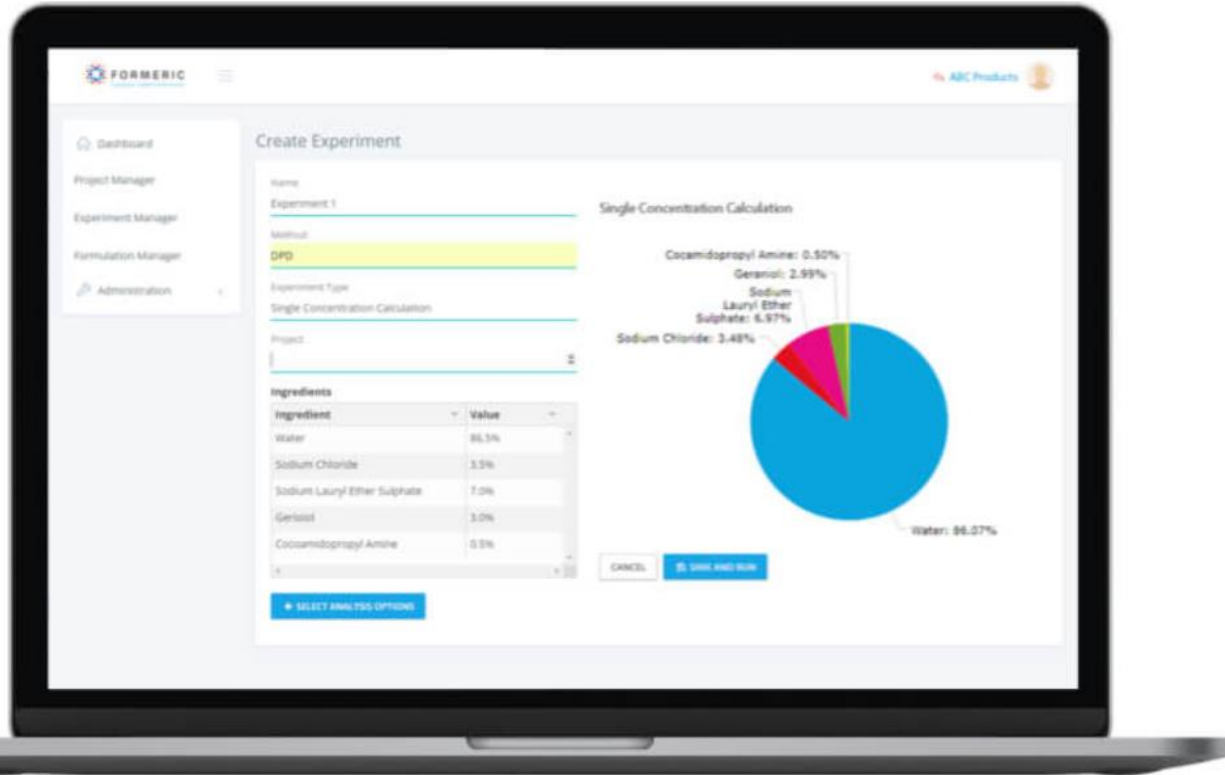 FORMERIC
ABC Products
Dashboard
Project Manager
Experiment Manager
Formulation Manager
Administration
Create Experiment
Name
Experiment 1
Method
DPD
Experiment Type
Single Concentration Calculation
Project
Ingredients
Ingredient Value
Water 86.5%
Sodium Chloride 3.5%
Sodium Lauryl Ether Sulphate 7.0%
3.0%
Cocoamidopropyl Amine 0.5%
SELECT ANALYSIS OPTIONS
Single Concentration Calculation
Cocamidopropyl Amine: 0.50%
Geraniol: 2.99%
Sodium
Lauryl Ether
Sulphate: 6.97%
Sodium Chloride: 3.48%
Water: 86.07%
CANCEL
SAVE AND RUN